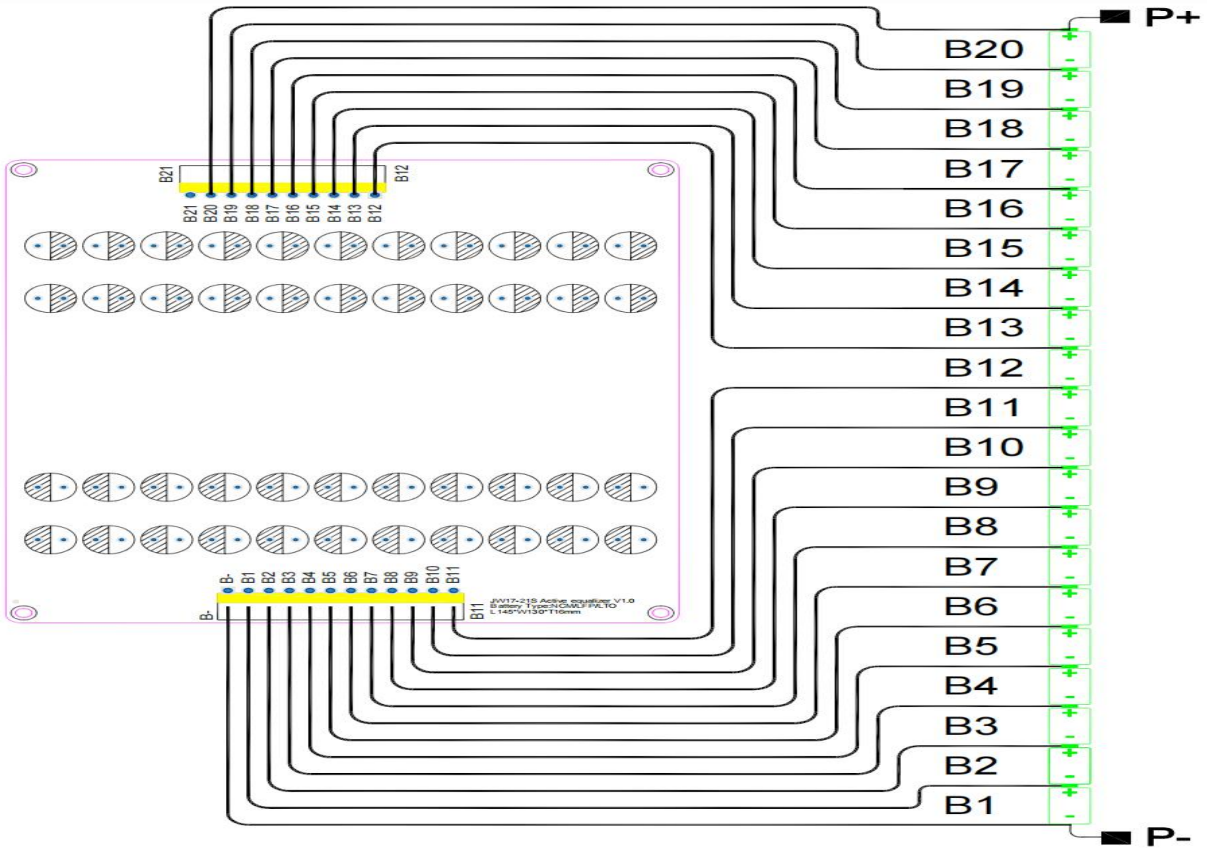 P+
B20
B19
B18
B17
B16
B15
B14
B13
B12
B11
B10
B9
B8
B7
B6
B5
B4
B3
B2
B1
P-
B21
B12
B21 B20 B19 B18 B17 B16 B15 B14 B13 B12
B- B1 B2 B3 B4 B5 B6 B7 B8 B9 B10 B11
B-
B11
JW17-21S Active equalizer V1.0
Battery Type:NCM/LFP/LTO
L145*W130*T16mm